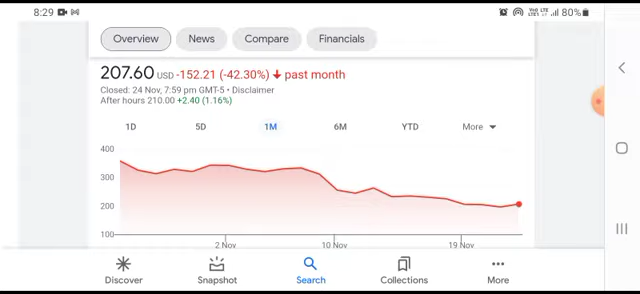 8:29
80%
Overview
News
Compare
Financials
207.60 USD -152.21 (-42.30%) past month
Closed: 24 Nov, 7:59 pm GMT-5 • Disclaimer
After hours 210.00 +2.40 (1.16%)
1D
5D
1M
6M
YTD
More
400
300
200
100
2 Nov
10 Nov
19 Nov
Discover
Snapshot
Search
Collections
More